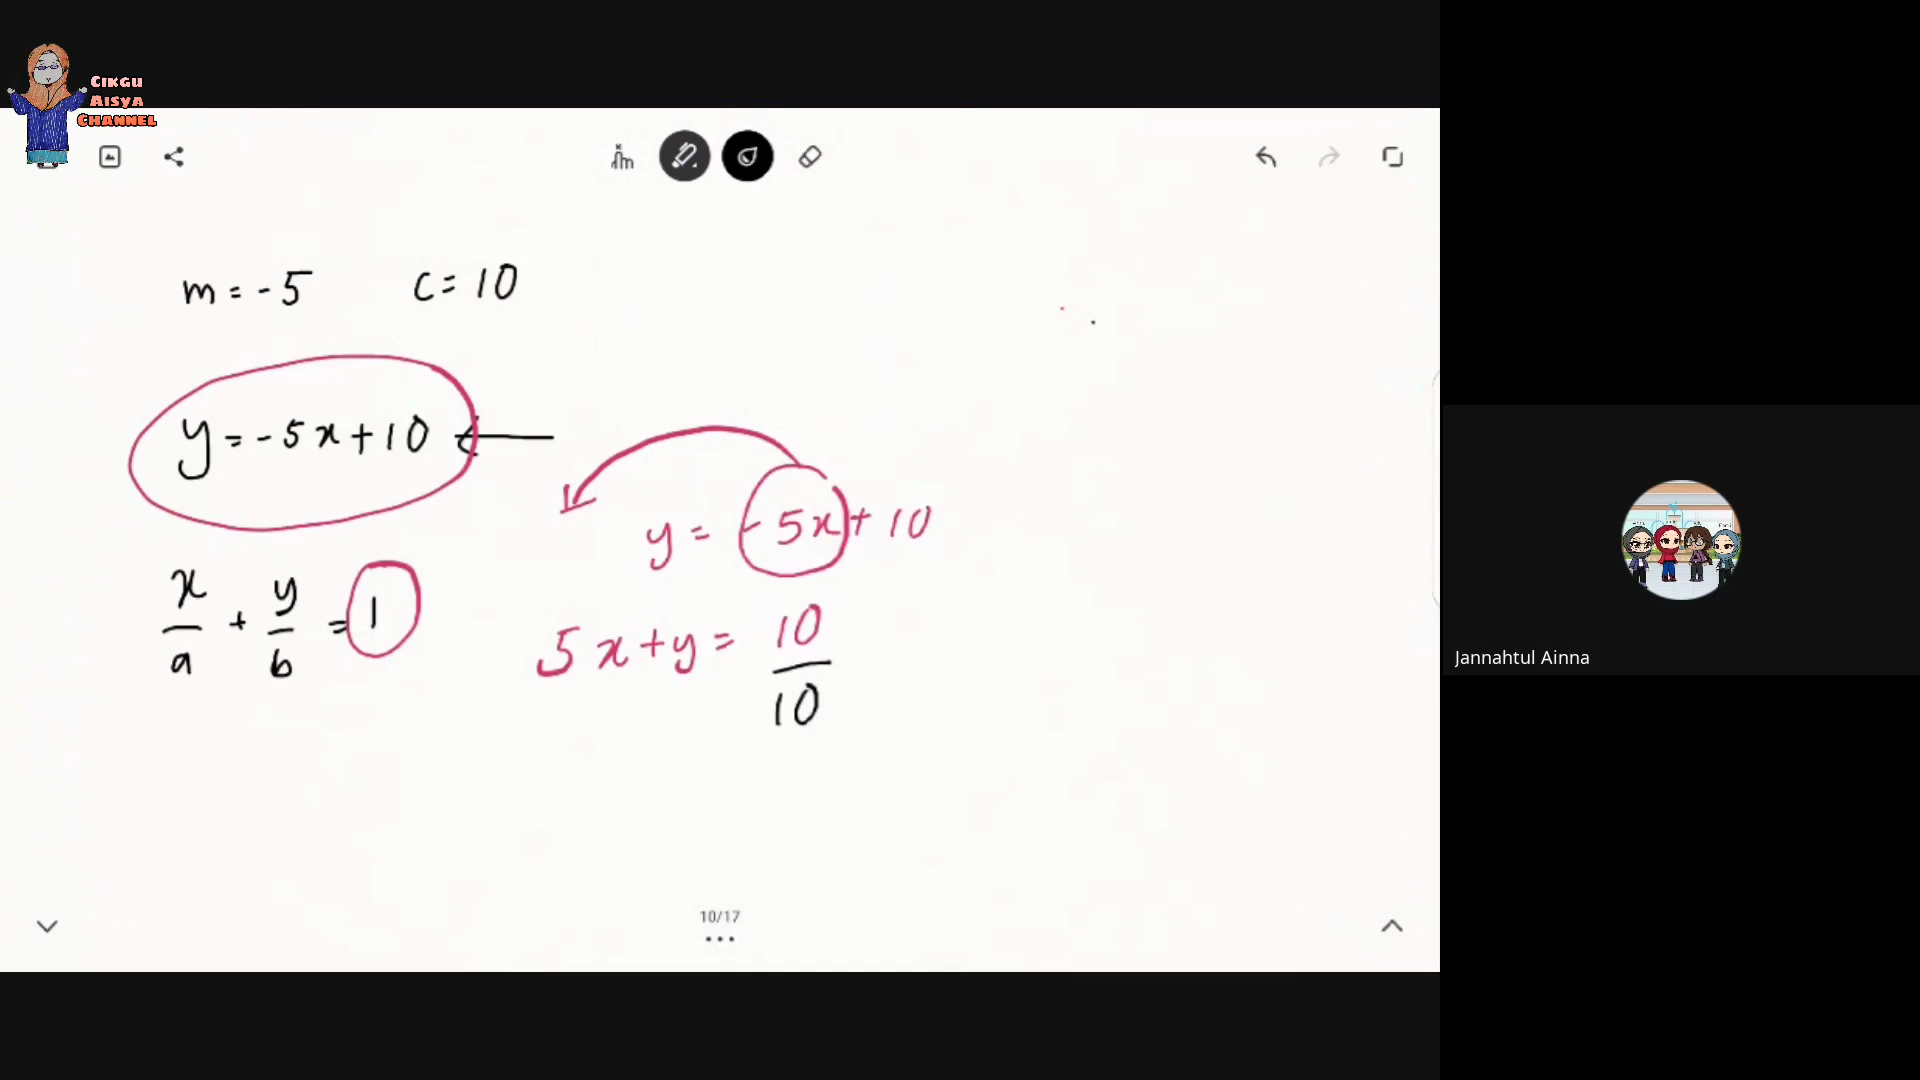 CIKGU
AISYA
CHANNEL
m = -5 c = 10
y = -5x + 10
y = -5x + 10
x/a + y/b = 1
5x + y = 10/10
Jannahtul Ainna
10/17